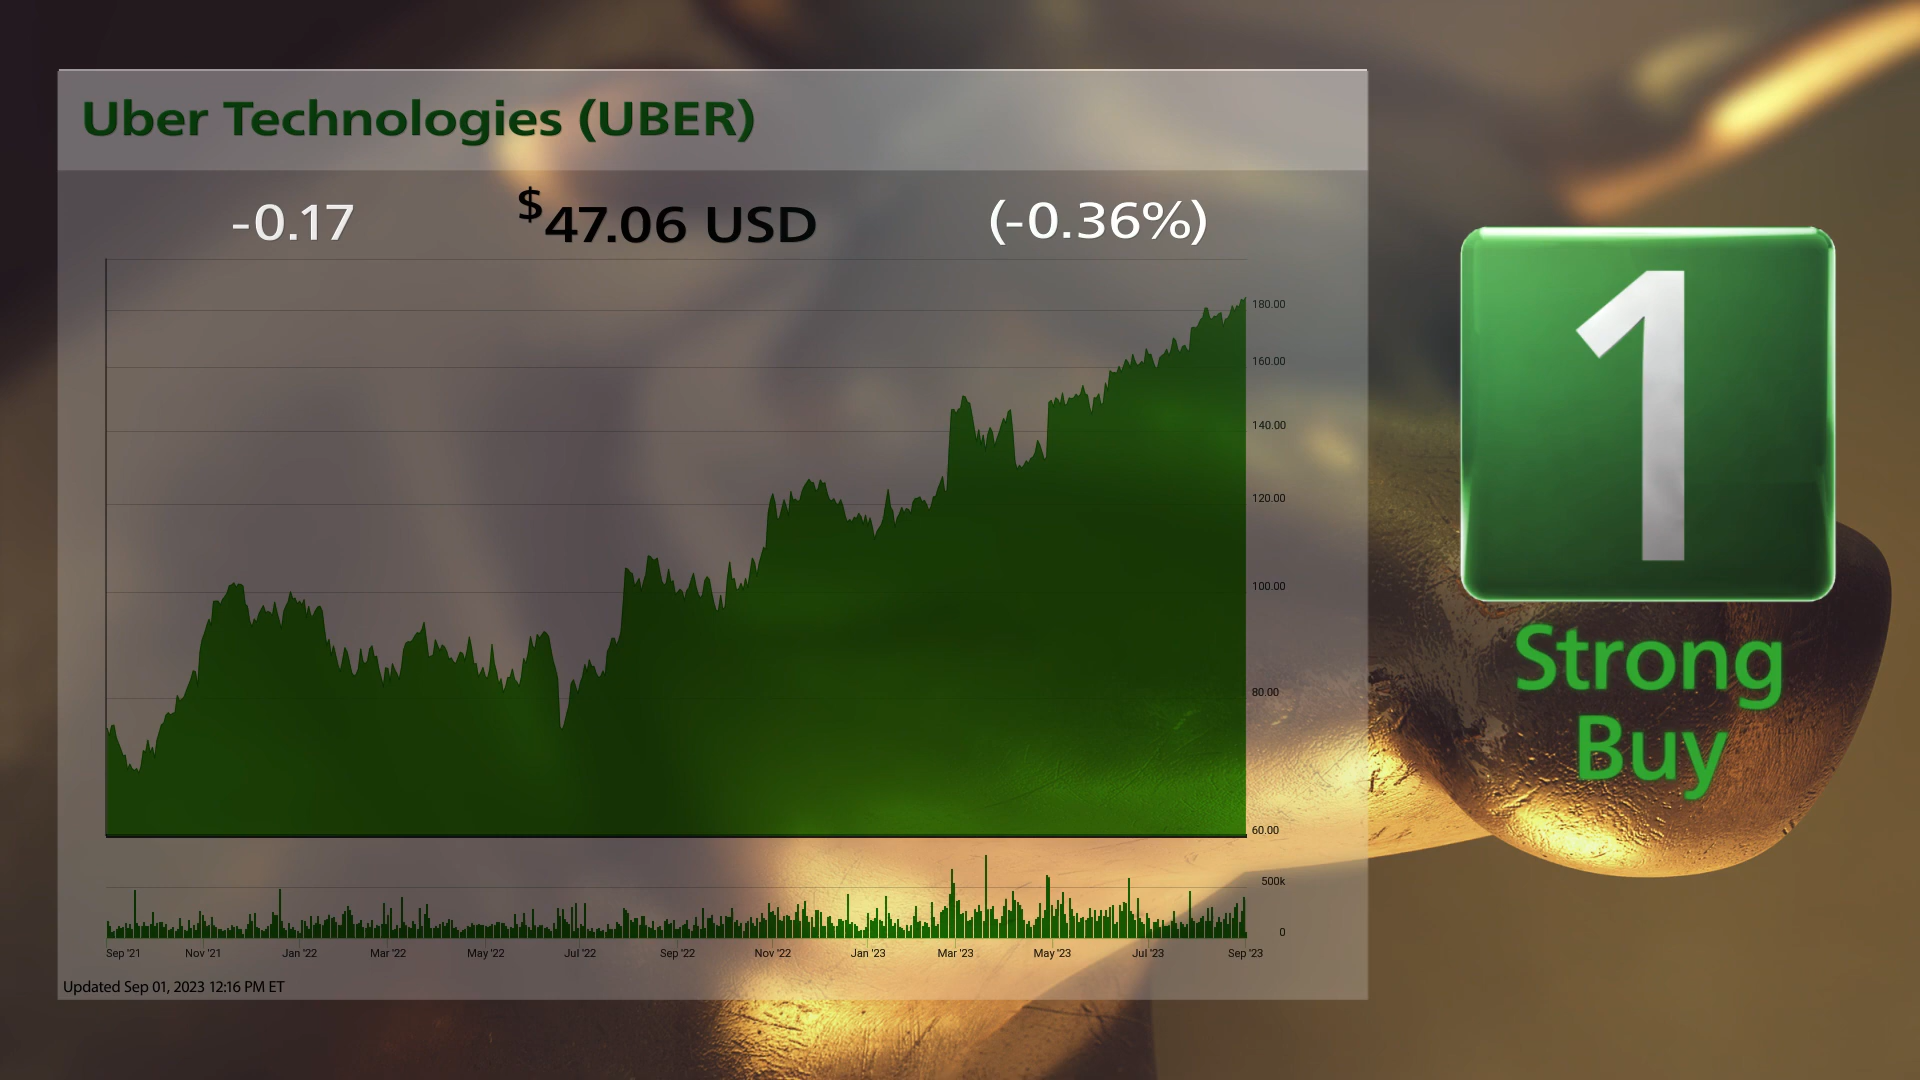 Uber Technologies (UBER)
-0.17 $47.06 USD (-0.36%)
180.00
160.00
140.00
120.00
100.00
80.00
60.00
500k
0
Sep '21 Nov '21 Jan '22 Mar '22 May '22 Jul '22 Sep '22 Nov '22 Jan '23 Mar '23 May '23 Jul '23 Sep '23
Updated Sep 01, 2023 12:16 PM ET
1
Strong
Buy